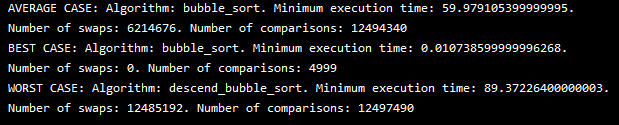 AVERAGE CASE: Algorithm: bubble_sort. Minimum execution time: 59.979105399999995.
Number of swaps: 6214676. Number of comparisons: 12494340
BEST CASE: Algorithm: bubble_sort. Minimum execution time: 0.010738599999996268.
Number of swaps: 0. Number of comparisons: 4999
WORST CASE: Algorithm: descend_bubble_sort. Minimum execution time: 89.37226400000003.
Number of swaps: 12485192. Number of comparisons: 12497490